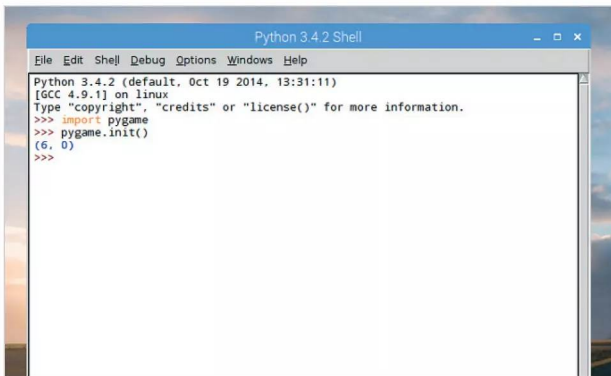 Python 3.4.2 Shell
File Edit Shell Debug Options Windows Help
Python 3.4.2 (default, Oct 19 2014, 13:31:11)
[GCC 4.9.1] on linux
Type "copyright", "credits" or "license()" for more information.
>>> import pygame
>>> pygame.init()
(6, 0)
>>>